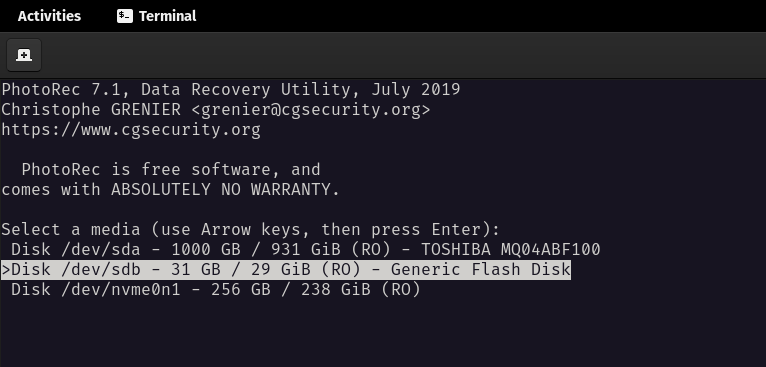 Activities Terminal
PhotoRec 7.1, Data Recovery Utility, July 2019
Christophe GRENIER <grenier@cgsecurity.org>
https://www.cgsecurity.org
PhotoRec is free software, and
comes with ABSOLUTELY NO WARRANTY.
Select a media (use Arrow keys, then press Enter):
Disk /dev/sda - 1000 GB / 931 GiB (RO) - TOSHIBA MQ04ABF100
>Disk /dev/sdb - 31 GB / 29 GiB (RO) - Generic Flash Disk
Disk /dev/nvme0n1 - 256 GB / 238 GiB (RO)